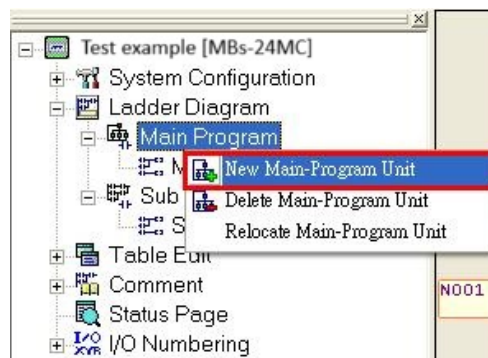 Test example [MBs-24MC]
System Configuration
Ladder Diagram
Main Program
M
New Main-Program Unit
Sub
Delete Main-Program Unit
S
Relocate Main-Program Unit
Table Edit
Comment
N001
Status Page
I/O Numbering